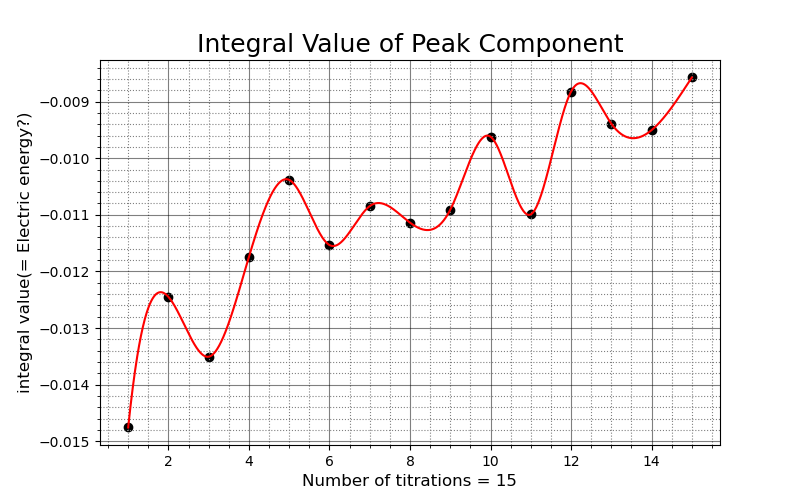 Integral Value of Peak Component
integral value(= Electric energy?)
−0.009
−0.010
−0.011
−0.012
−0.013
−0.014
−0.015
2 4 6 8 10 12 14
Number of titrations = 15